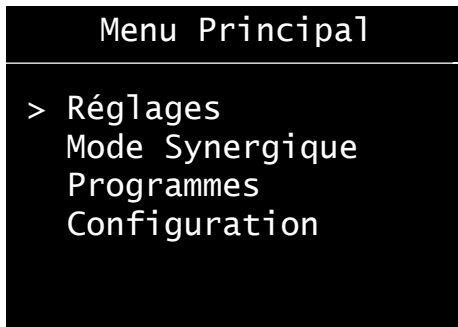 Menu Principal
> Réglages
Mode Synergique
Programmes
Configuration